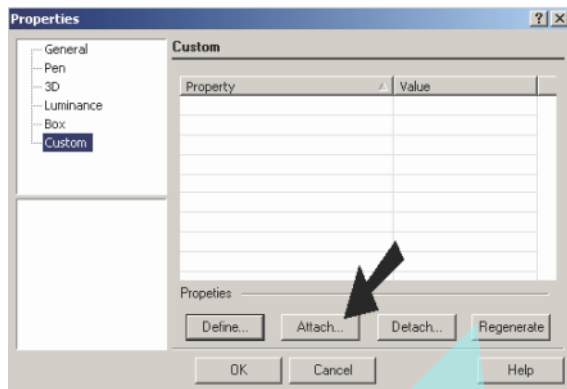 Properties
General
Pen
3D
Luminance
Box
Custom
Custom
Property Value
Propeties
Define... Attach... Detach... Regenerate
OK Cancel Help